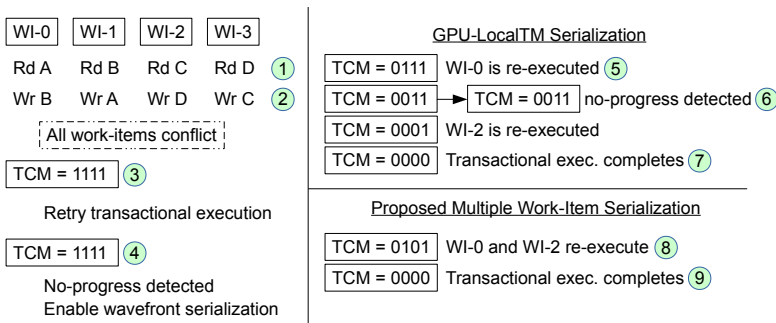 WI-0 WI-1 WI-2 WI-3
Rd A Rd B Rd C Rd D 1
Wr B Wr A Wr D Wr C 2
All work-items conflict
TCM = 1111 3
Retry transactional execution
TCM = 1111 4
No-progress detected
Enable wavefront serialization
GPU-LocalTM Serialization
TCM = 0111 WI-0 is re-executed 5
TCM = 0011 TCM = 0011 no-progress detected 6
TCM = 0001 WI-2 is re-executed
TCM = 0000 Transactional exec. completes 7
Proposed Multiple Work-Item Serialization
TCM = 0101 WI-0 and WI-2 re-execute 8
TCM = 0000 Transactional exec. completes 9